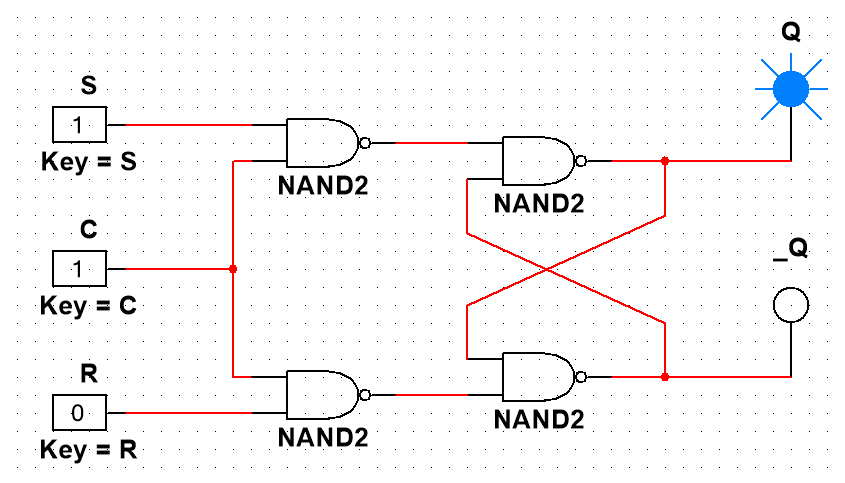 Q
S
1
Key = S
NAND2
NAND2
C
1
Key = C
_Q
R
0
Key = R
NAND2
NAND2